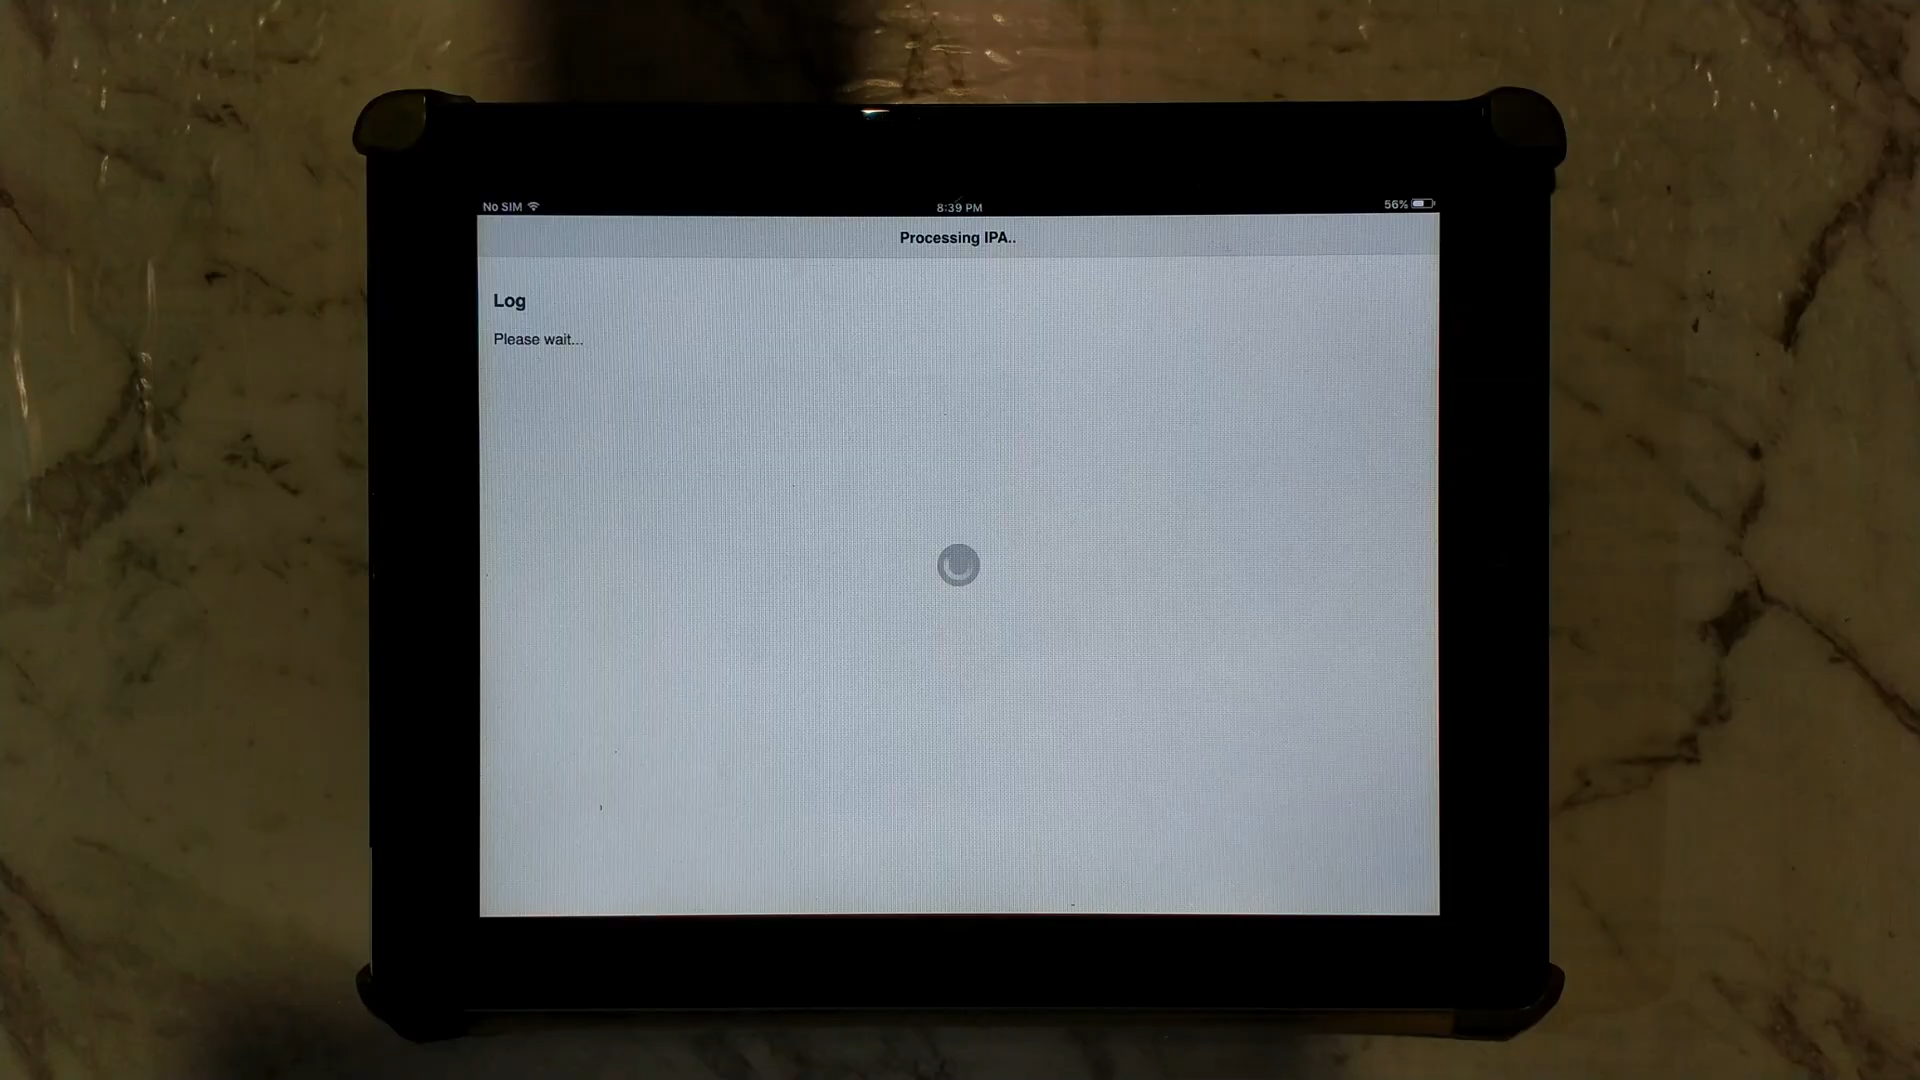 No SIM
8:39 PM
56%
Processing IPA..
Log
Please wait...